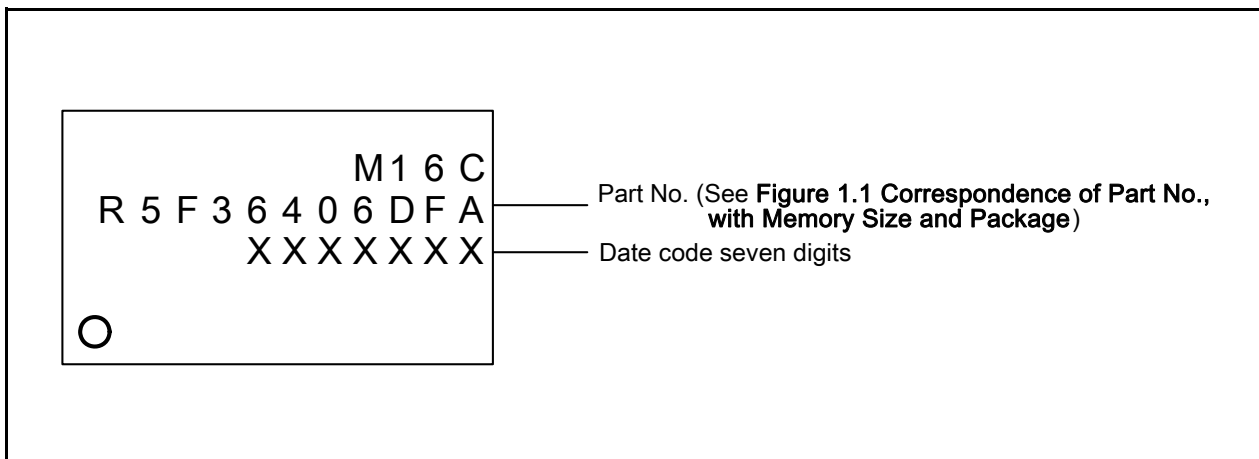 M16C
R5F36406DFA
XXXXXXX
Part No. (See Figure 1.1 Correspondence of Part No.,
with Memory Size and Package)
Date code seven digits